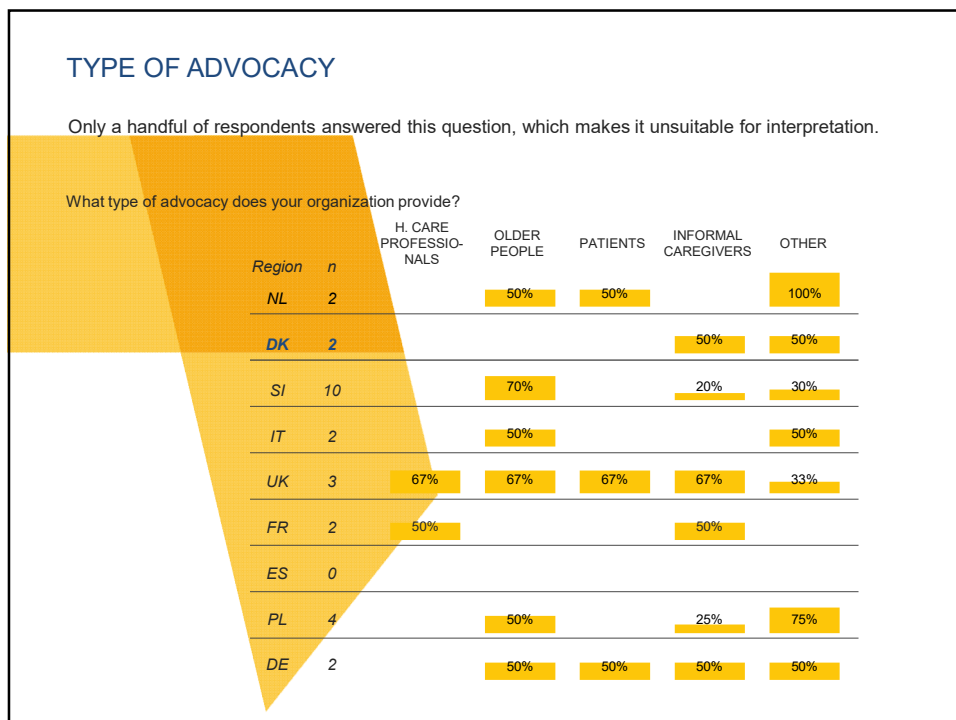 TYPE OF ADVOCACY
Only a handful of respondents answered this question, which makes it unsuitable for interpretation.
What type of advocacy does your organization provide?
H. CARE
PROFESSIO-
NALS
OLDER
PEOPLE
PATIENTS
INFORMAL
CAREGIVERS
OTHER
Region n
NL 2 50% 50% 100%
DK 2 50% 50%
SI 10 70% 20% 30%
IT 2 50% 50%
UK 3 67% 67% 67% 67% 33%
FR 2 50% 50%
ES 0
PL 4 50% 25% 75%
DE 2 50% 50% 50% 50%